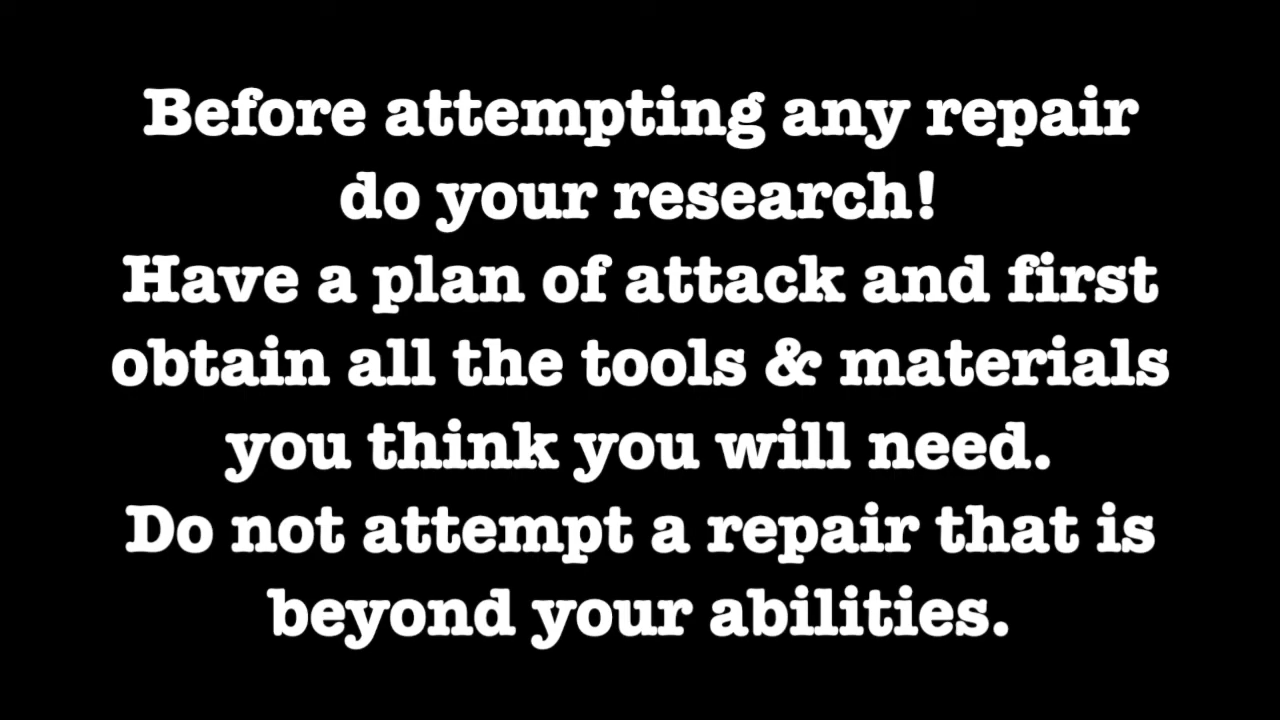 Before attempting any repair
do your research!
Have a plan of attack and first
obtain all the tools & materials
you think you will need.
Do not attempt a repair that is
beyond your abilities.